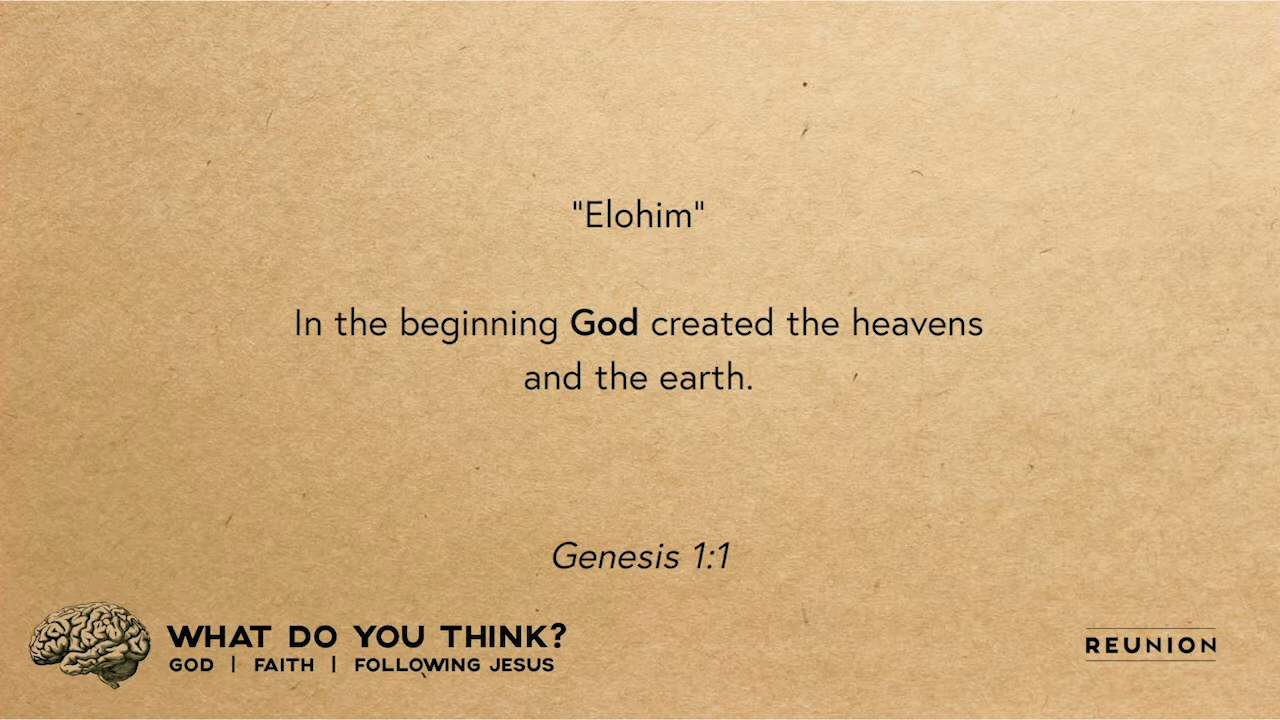 "Elohim"
In the beginning God created the heavens
and the earth.
Genesis 1:1
WHAT DO YOU THINK?
GOD | FAITH | FOLLOWING JESUS
REUNION